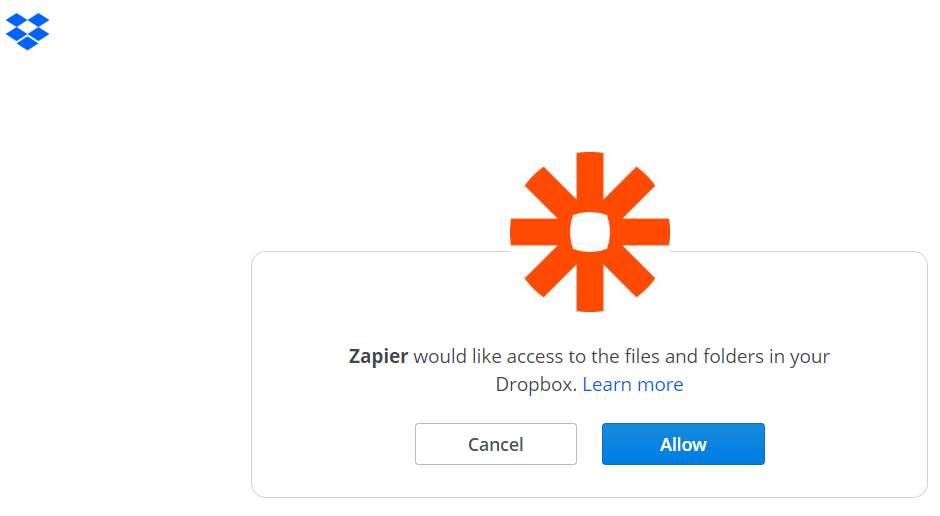 Zapier would like access to the files and folders in your
Dropbox. Learn more
Cancel
Allow